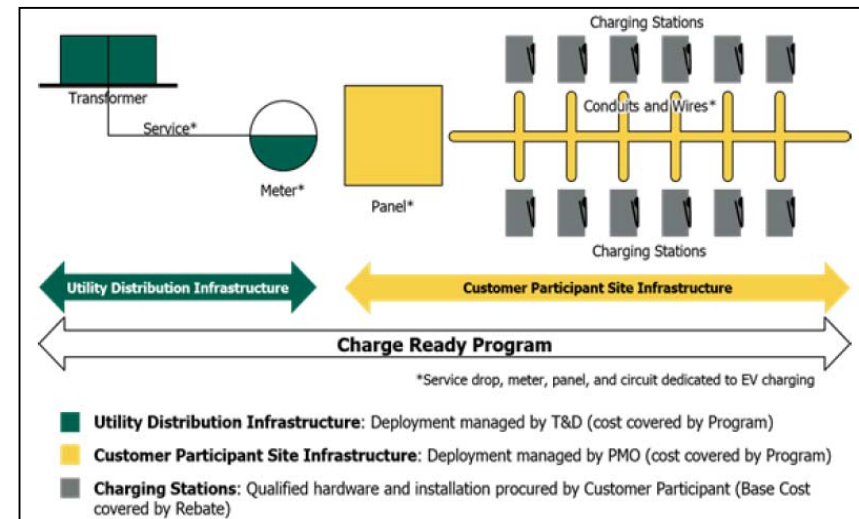 Charging Stations
Transformer
Conduits and Wires*
Service*
Meter*
Panel*
Charging Stations
Utility Distribution Infrastructure
Customer Participant Site Infrastructure
Charge Ready Program
*Service drop, meter, panel, and circuit dedicated to EV charging
Utility Distribution Infrastructure: Deployment managed by T&D (cost covered by Program)
Customer Participant Site Infrastructure: Deployment managed by PMO (cost covered by Program)
Charging Stations: Qualified hardware and installation procured by Customer Participant (Base Cost
covered by Rebate)